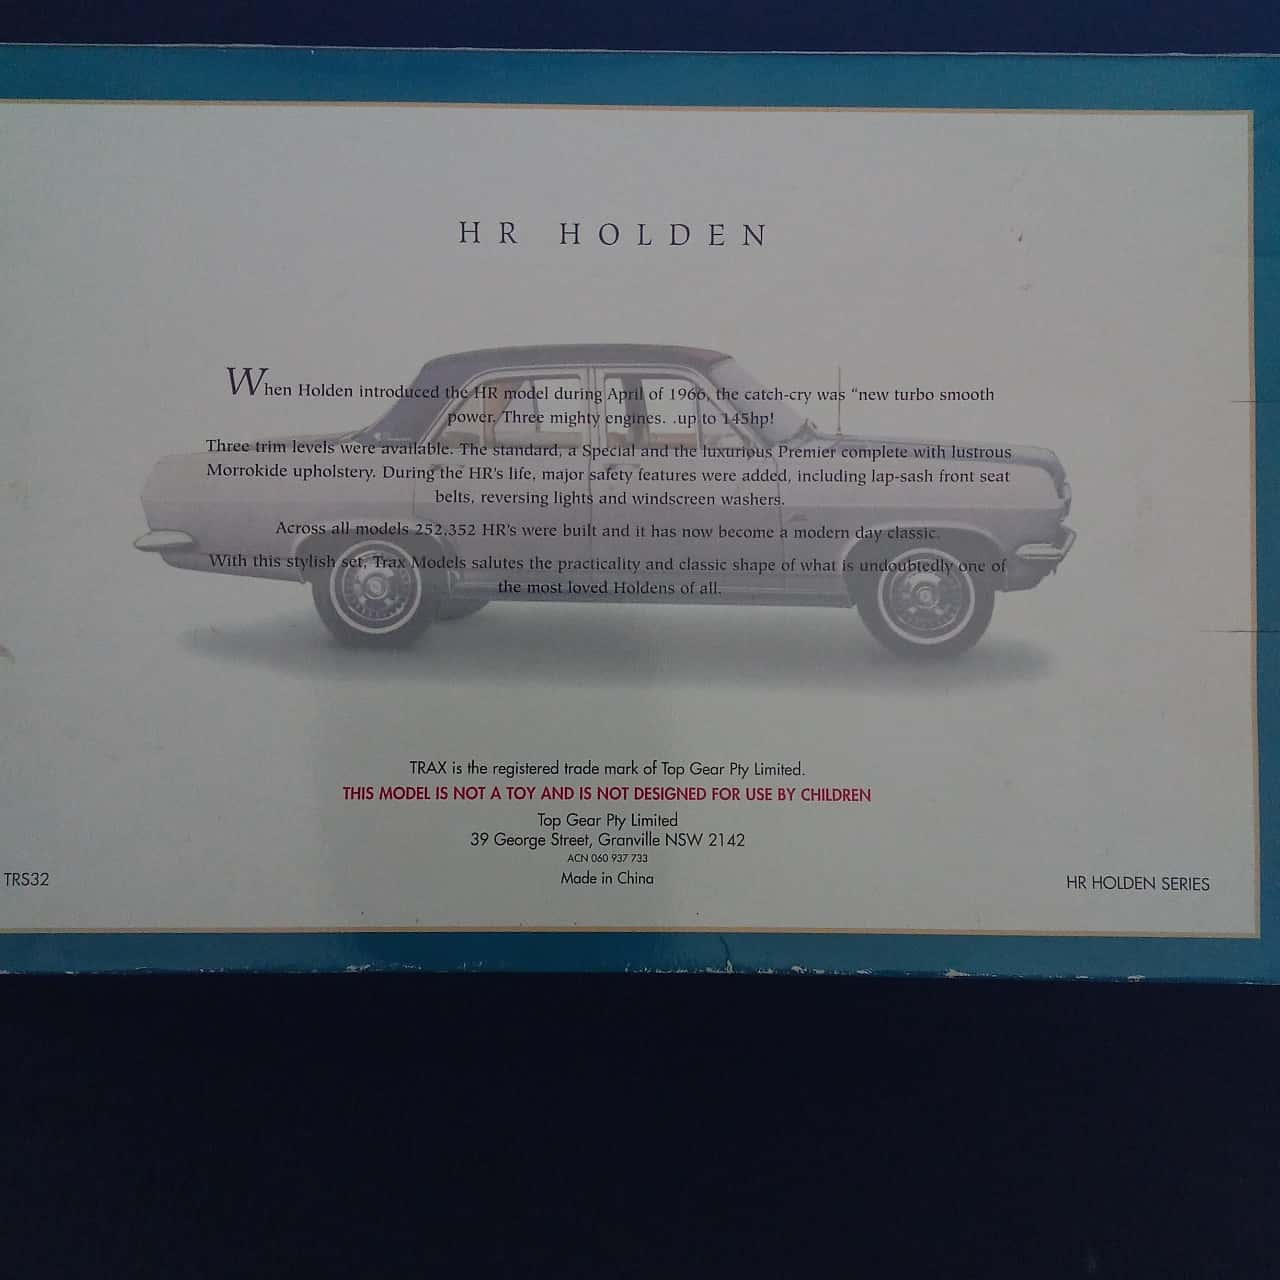 HR HOLDEN
When Holden introduced the HR model during April of 1966, the catch-cry was “new turbo smooth
power. Three mighty engines. .up to 145hp!
Three trim levels were available. The standard, a Special and the luxurious Premier complete with lustrous
Morrokide upholstery. During the HR's life, major safety features were added, including lap-sash front seat
belts, reversing lights and windscreen washers.
Across all models 252,352 HR's were built and it has now become a modern day classic.
With this stylish set, Trax Models salutes the practicality and classic shape of what is undoubtedly one of
the most loved Holdens of all.
TRAX is the registered trade mark of Top Gear Pty Limited.
THIS MODEL IS NOT A TOY AND IS NOT DESIGNED FOR USE BY CHILDREN
Top Gear Pty Limited
39 George Street, Granville NSW 2142
ACN 060 937 733
Made in China
TRS32
HR HOLDEN SERIES